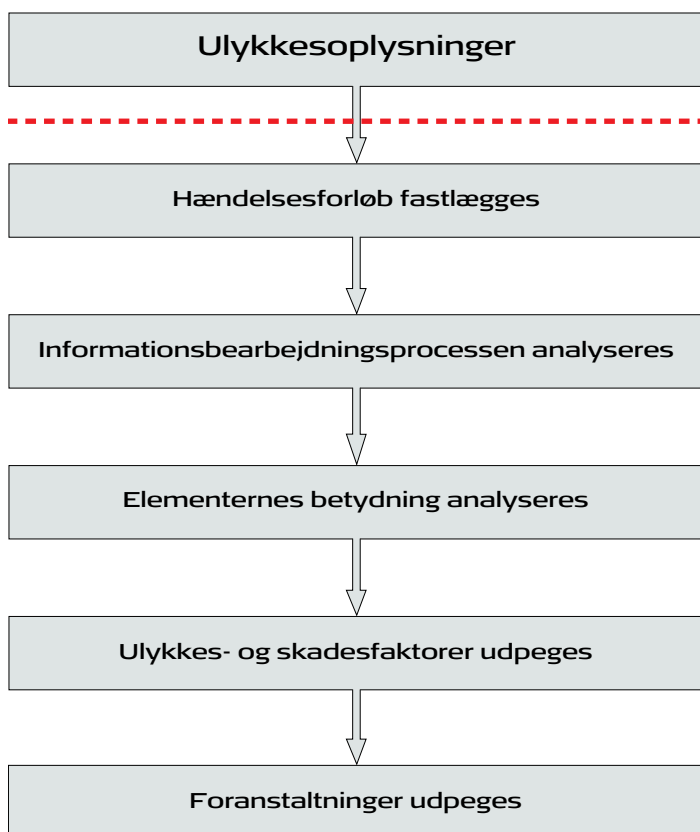 Ulykkesoplysninger
Hændelsesforløb fastlægges
Informationsbearbejdningsprocessen analyseres
Elementernes betydning analyseres
Ulykkes- og skadesfaktorer udpeges
Foranstaltninger udpeges